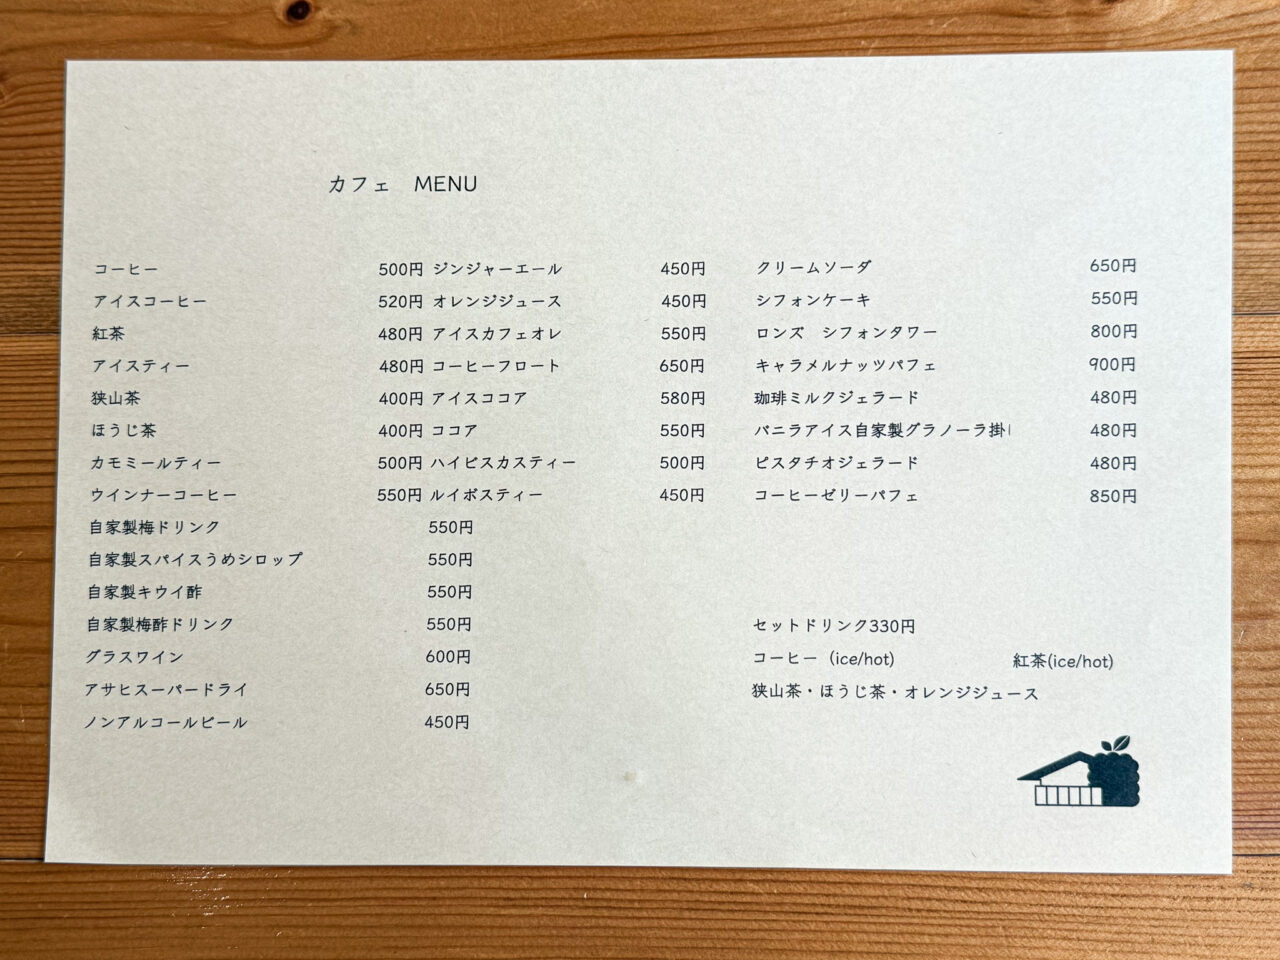 カフェ　MENU
コーヒー 500円 ジンジャーエール 450円 クリームソーダ 650円
アイスコーヒー 520円 オレンジジュース 450円 シフォンケーキ 550円
紅茶 480円 アイスカフェオレ 550円 ロンズ　シフォンタワー 800円
アイスティー 480円 コーヒーフロート 650円 キャラメルナッツパフェ 900円
狭山茶 400円 アイスココア 580円 珈琲ミルクジェラード 480円
ほうじ茶 400円 ココア 550円 バニラアイス自家製グラノーラ掛 480円
カモミールティー 500円 ハイビスカスティー 500円 ピスタチオジェラード 480円
ウインナーコーヒー 550円 ルイボスティー 450円 コーヒーゼリーパフェ 850円
自家製梅ドリンク 550円
自家製スパイスうめシロップ 550円
自家製キウイ酢 550円
自家製梅酢ドリンク 550円
グラスワイン 600円
アサヒスーパードライ 650円
ノンアルコールビール 450円
セットドリンク330円
コーヒー（ice/hot) 紅茶(ice/hot)
狭山茶・ほうじ茶・オレンジジュース